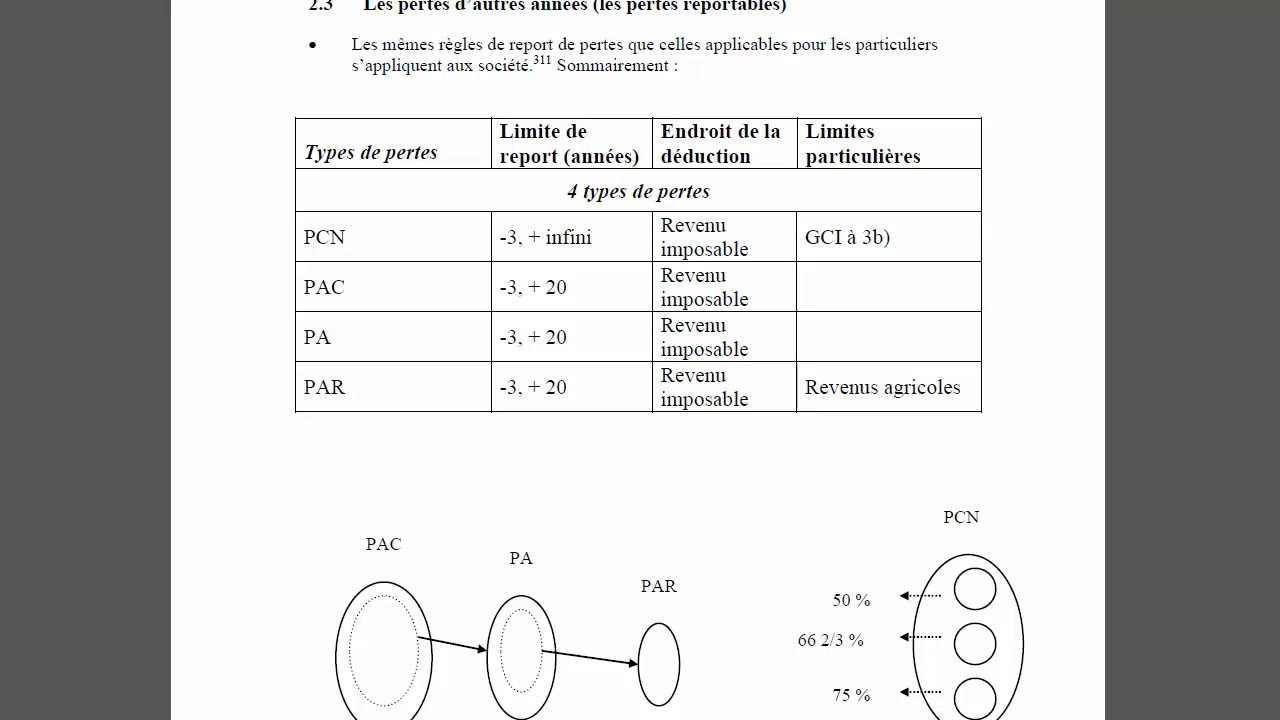 2.3 Les pertes d'autres années (les pertes reportables)
• Les mêmes règles de report de pertes que celles applicables pour les particuliers
s'appliquent aux société.311 Sommairement :
Types de pertes
Limite de
report (années)
Endroit de la
déduction
Limites
particulières
4 types de pertes
PCN
-3, + infini
Revenu
imposable
GCI à 3b)
PAC
-3, + 20
Revenu
imposable
PA
-3, + 20
Revenu
imposable
PAR
-3, + 20
Revenu
imposable
Revenus agricoles
PAC
PA
PAR
PCN
50 %
66 2/3 %
75 %